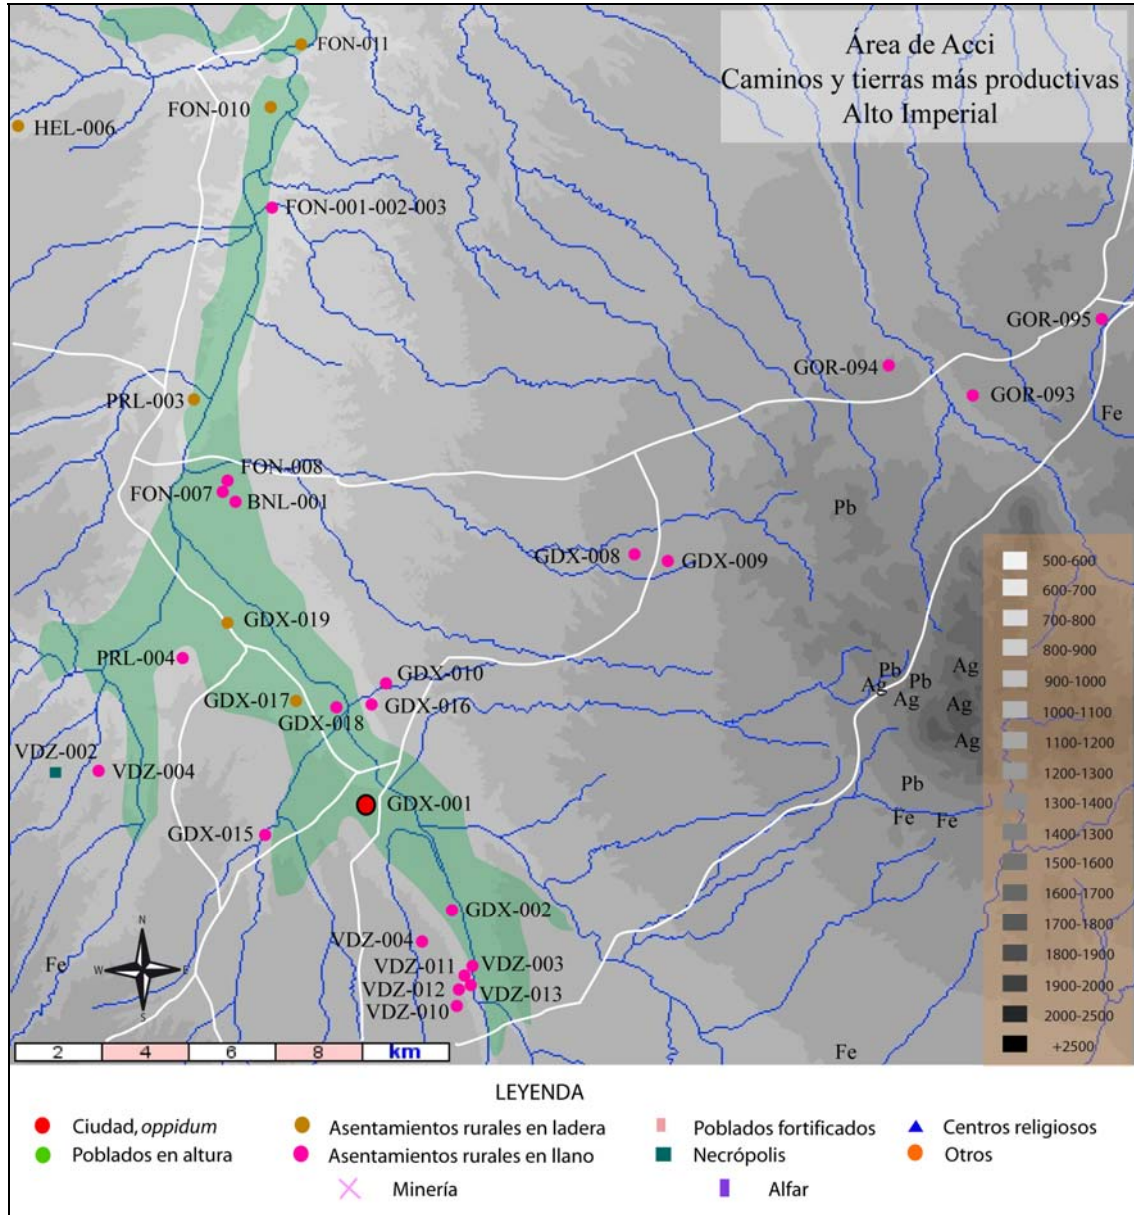 Área de Acci
Caminos y tierras más productivas
Alto Imperial
FON-011
FON-010
HEL-006
FON-001-002-003
GOR-095
GOR-094
GOR-093
PRL-003
Fe
FON-008
FON-007
BNL-001
Pb
GDX-008
GDX-009
GDX-019
PRL-004
GDX-010
GDX-017
GDX-016
GDX-018
Pb
Ag
Pb
Ag
Ag
Ag
Ag
VDZ-002
VDZ-004
Pb
GDX-001
Fe
Fe
GDX-015
GDX-002
VDZ-004
VDZ-003
VDZ-011
VDZ-012
VDZ-013
VDZ-010
Fe
Fe
N
W
E
S
2 4 6 8 km
500-600
600-700
700-800
800-900
900-1000
1000-1100
1100-1200
1200-1300
1300-1400
1400-1300
1500-1600
1600-1700
1700-1800
1800-1900
1900-2000
2000-2500
+2500
LEYENDA
Ciudad, oppidum
Asentamientos rurales en ladera
Poblados fortificados
Centros religiosos
Poblados en altura
Asentamientos rurales en llano
Necrópolis
Otros
Minería
Alfar